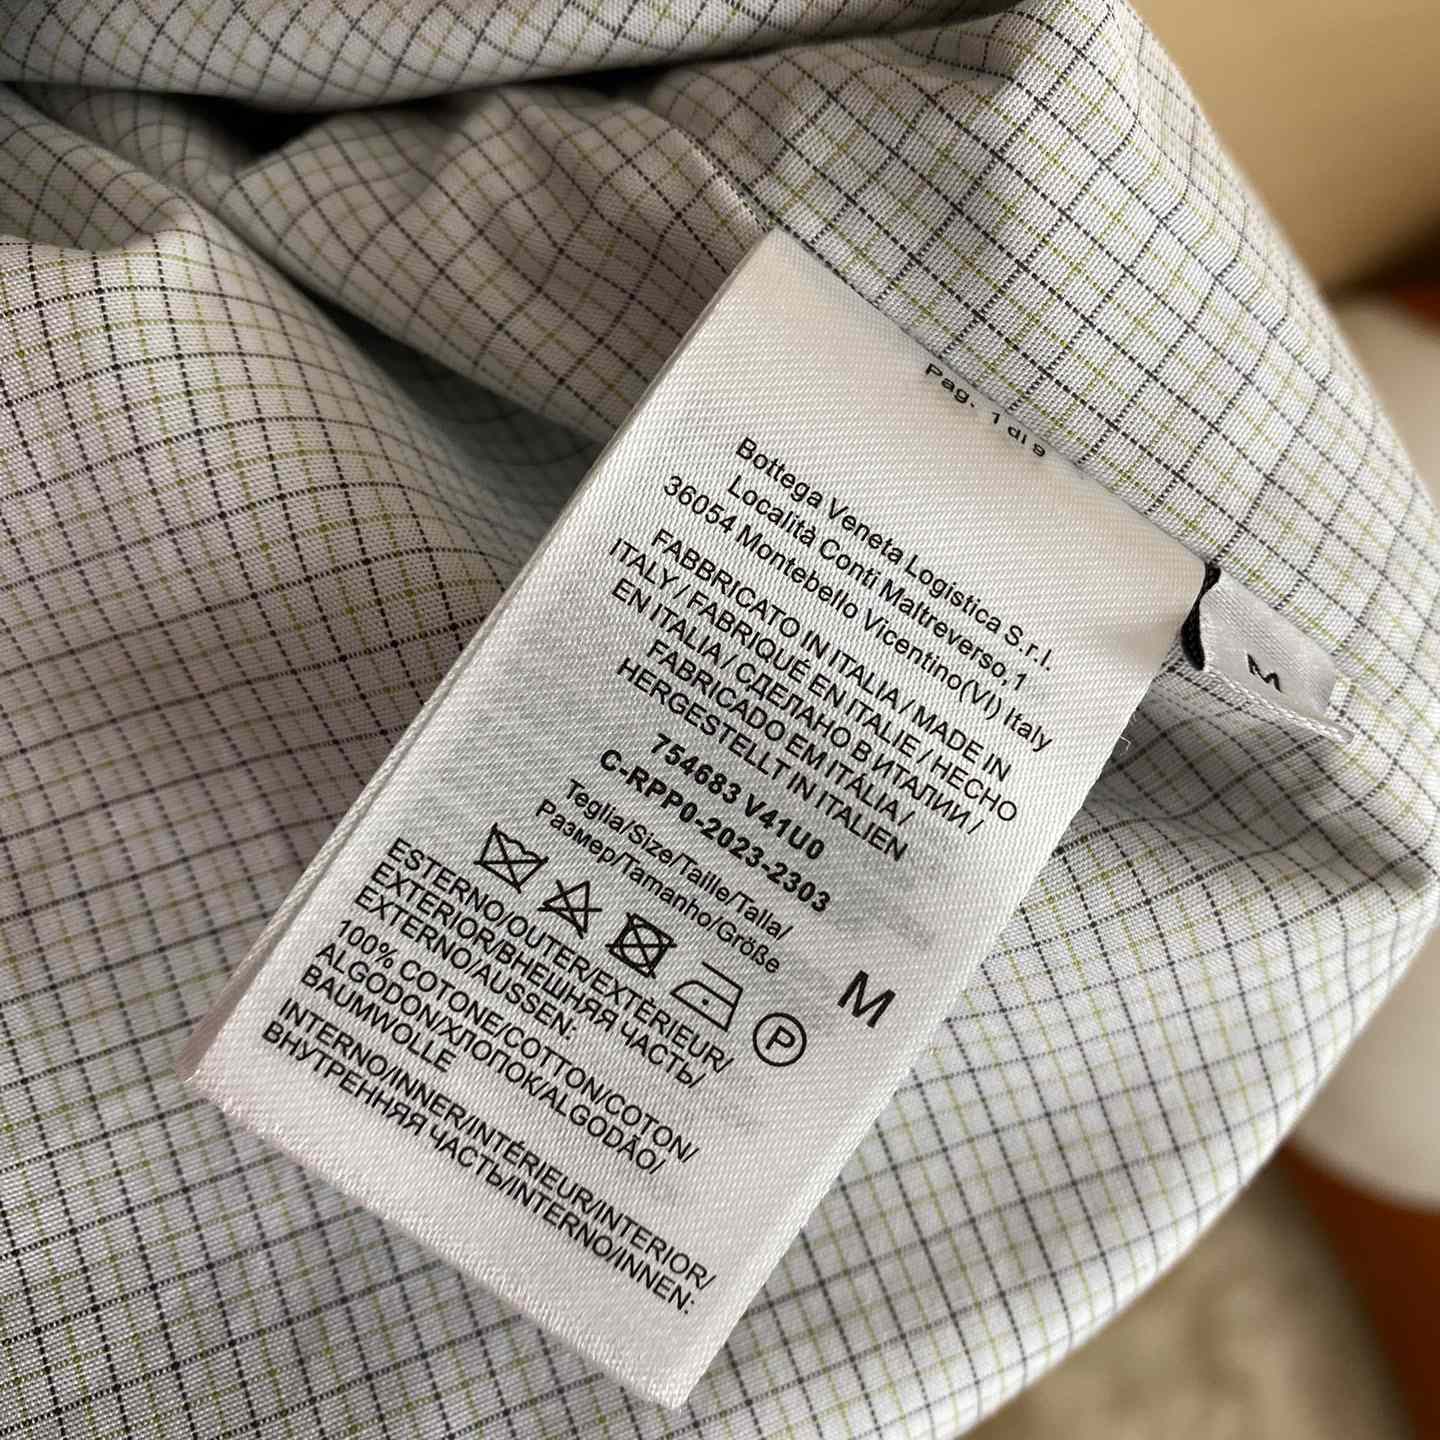 Pag. 1 di 9
Bottega Veneta Logistica S.r.l.
Località Conti Maltreverso,1
36054 Montebello Vicentino(VI) Italy
FABBRICATO IN ITALIA / MADE IN
ITALY / FABRIQUÉ EN ITALIE / HECHO
EN ITALIA / СДЕЛАНО В ИТАЛИИ /
FABRICADO EM ITÁLIA /
HERGESTELLT IN ITALIEN
754683 V41U0
C-RPP0-2023-2303
Teglia/Size/Taille/Talla/
Размер/Tamanho/Größe
M
P
ESTERNO/OUTER/EXTÈRIEUR/
EXTERIOR/ВНЕШНЯЯ ЧАСТЬ/
EXTERNO/AUSSEN:
100% COTONE/COTTON/COTON/
ALGODON/ХЛОПОК/ALGODÃO/
BAUMWOLLE
INTERNO/INNER/INTÉRIEUR/INTERIOR/
ВНУТРЕННЯЯ ЧАСТЬ/INTERNO/INNEN:
M